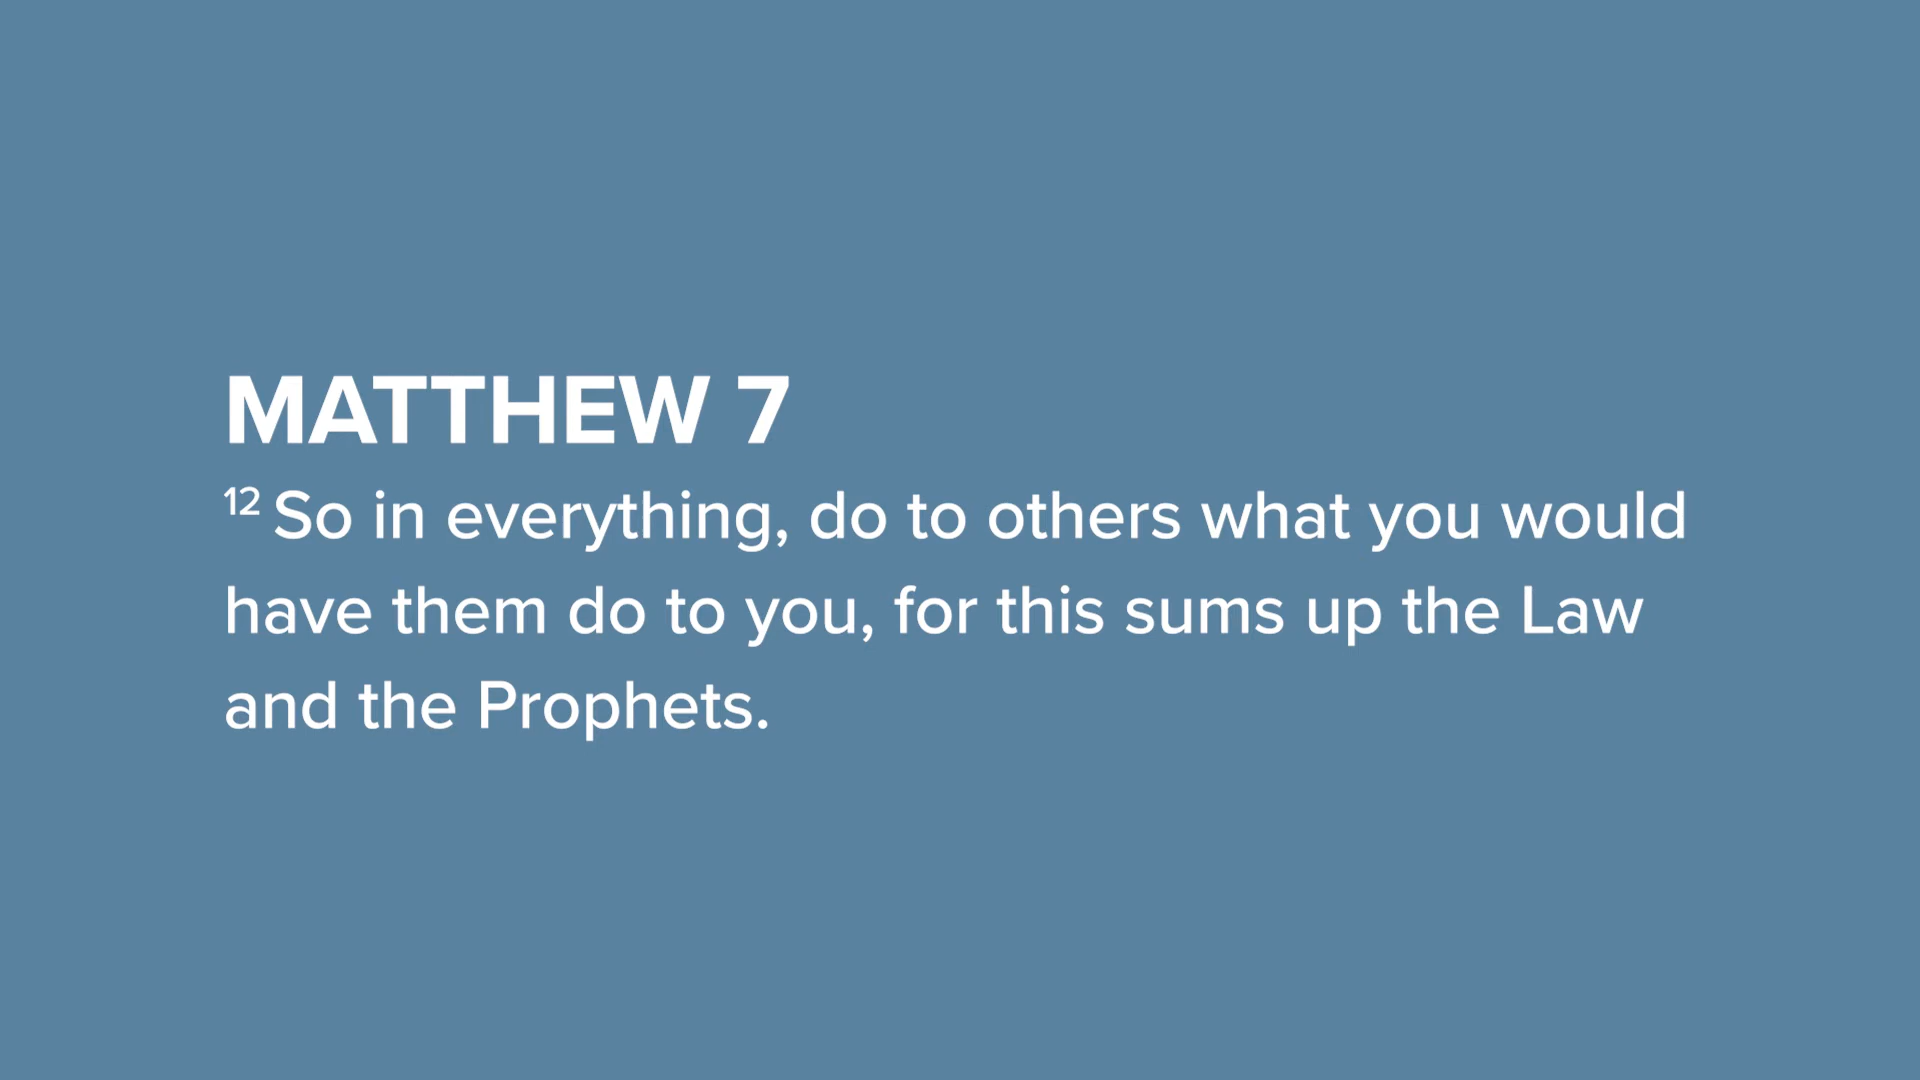 MATTHEW 7
12 So in everything, do to others what you would
have them do to you, for this sums up the Law
and the Prophets.